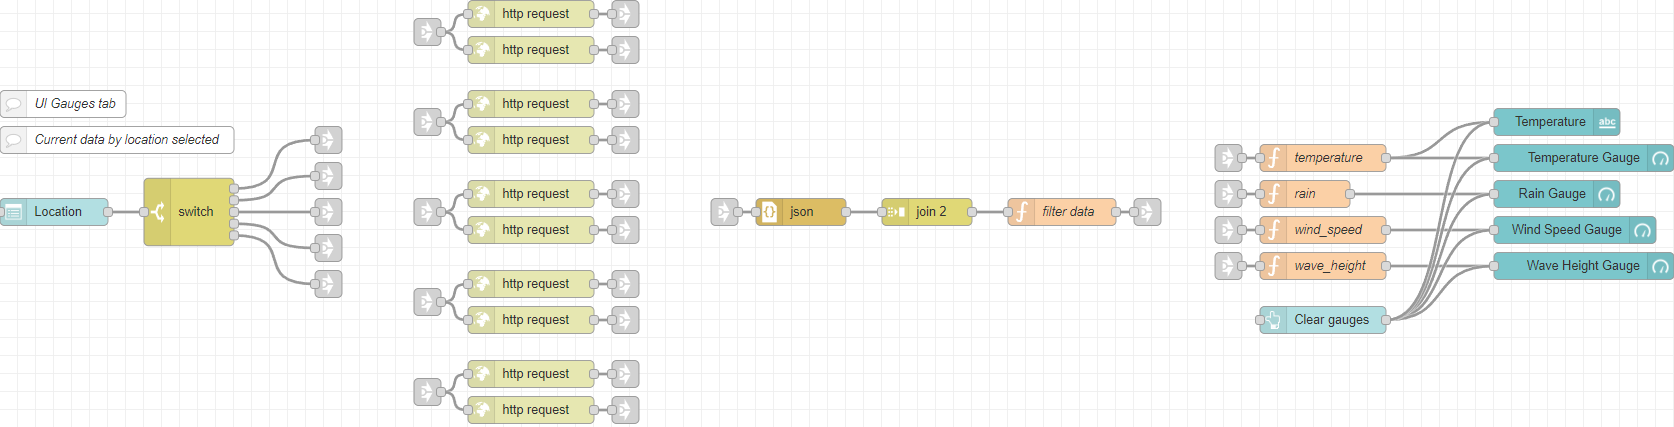 UI Gauges tab
Current data by location selected
Location
switch
http request
http request
http request
http request
http request
http request
http request
http request
http request
http request
json
join 2
filter data
temperature
rain
wind_speed
wave_height
Clear gauges
Temperature
abc
Temperature Gauge
Rain Gauge
Wind Speed Gauge
Wave Height Gauge